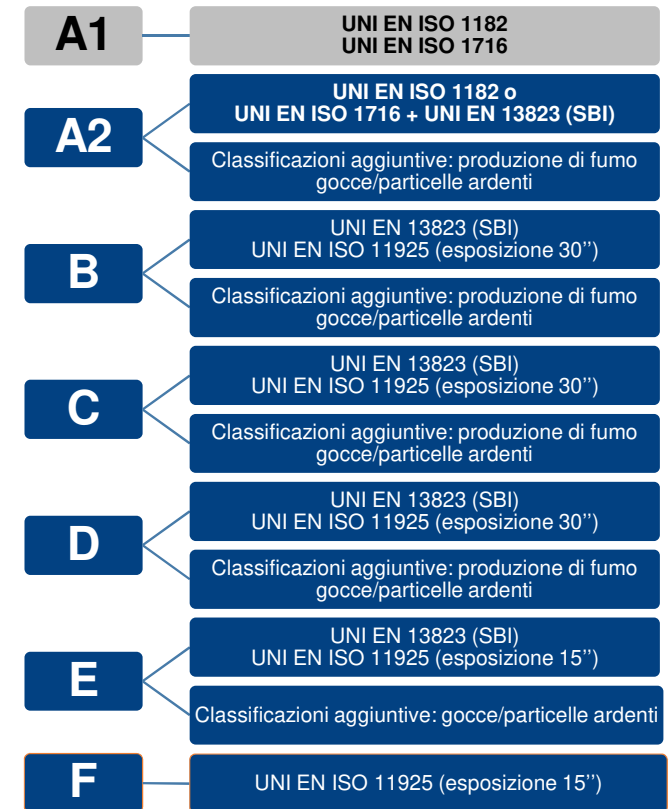 A1
UNI EN ISO 1182
UNI EN ISO 1716
A2
UNI EN ISO 1182 o
UNI EN ISO 1716 + UNI EN 13823 (SBI)
Classificazioni aggiuntive: produzione di fumo
gocce/particelle ardenti
B
UNI EN 13823 (SBI)
UNI EN ISO 11925 (esposizione 30’’)
Classificazioni aggiuntive: produzione di fumo
gocce/particelle ardenti
C
UNI EN 13823 (SBI)
UNI EN ISO 11925 (esposizione 30’’)
Classificazioni aggiuntive: produzione di fumo
gocce/particelle ardenti
D
UNI EN 13823 (SBI)
UNI EN ISO 11925 (esposizione 30’’)
Classificazioni aggiuntive: produzione di fumo
gocce/particelle ardenti
E
UNI EN 13823 (SBI)
UNI EN ISO 11925 (esposizione 15’’)
Classificazioni aggiuntive: gocce/particelle ardenti
F
UNI EN ISO 11925 (esposizione 15’’)